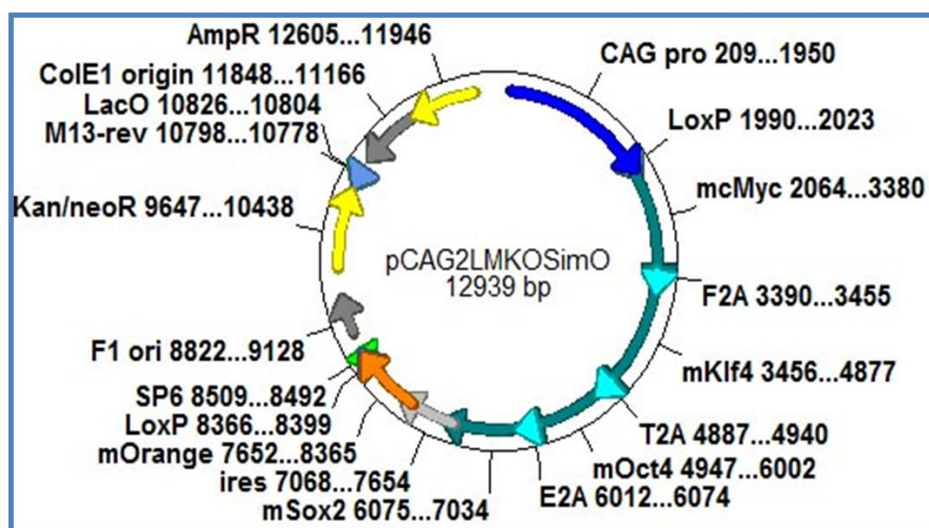 AmpR 12605...11946
CAG pro 209...1950
ColE1 origin 11848...11166
LacO 10826...10804
LoxP 1990...2023
M13-rev 10798...10778
mcMyc 2064...3380
Kan/neoR 9647...10438
pCAG2LMKOSimO
12939 bp
F2A 3390...3455
F1 ori 8822...9128
mKlf4 3456...4877
SP6 8509...8492
LoxP 8366...8399
T2A 4887...4940
mOrange 7652...8365
mOct4 4947...6002
ires 7068...7654
E2A 6012...6074
mSox2 6075...7034